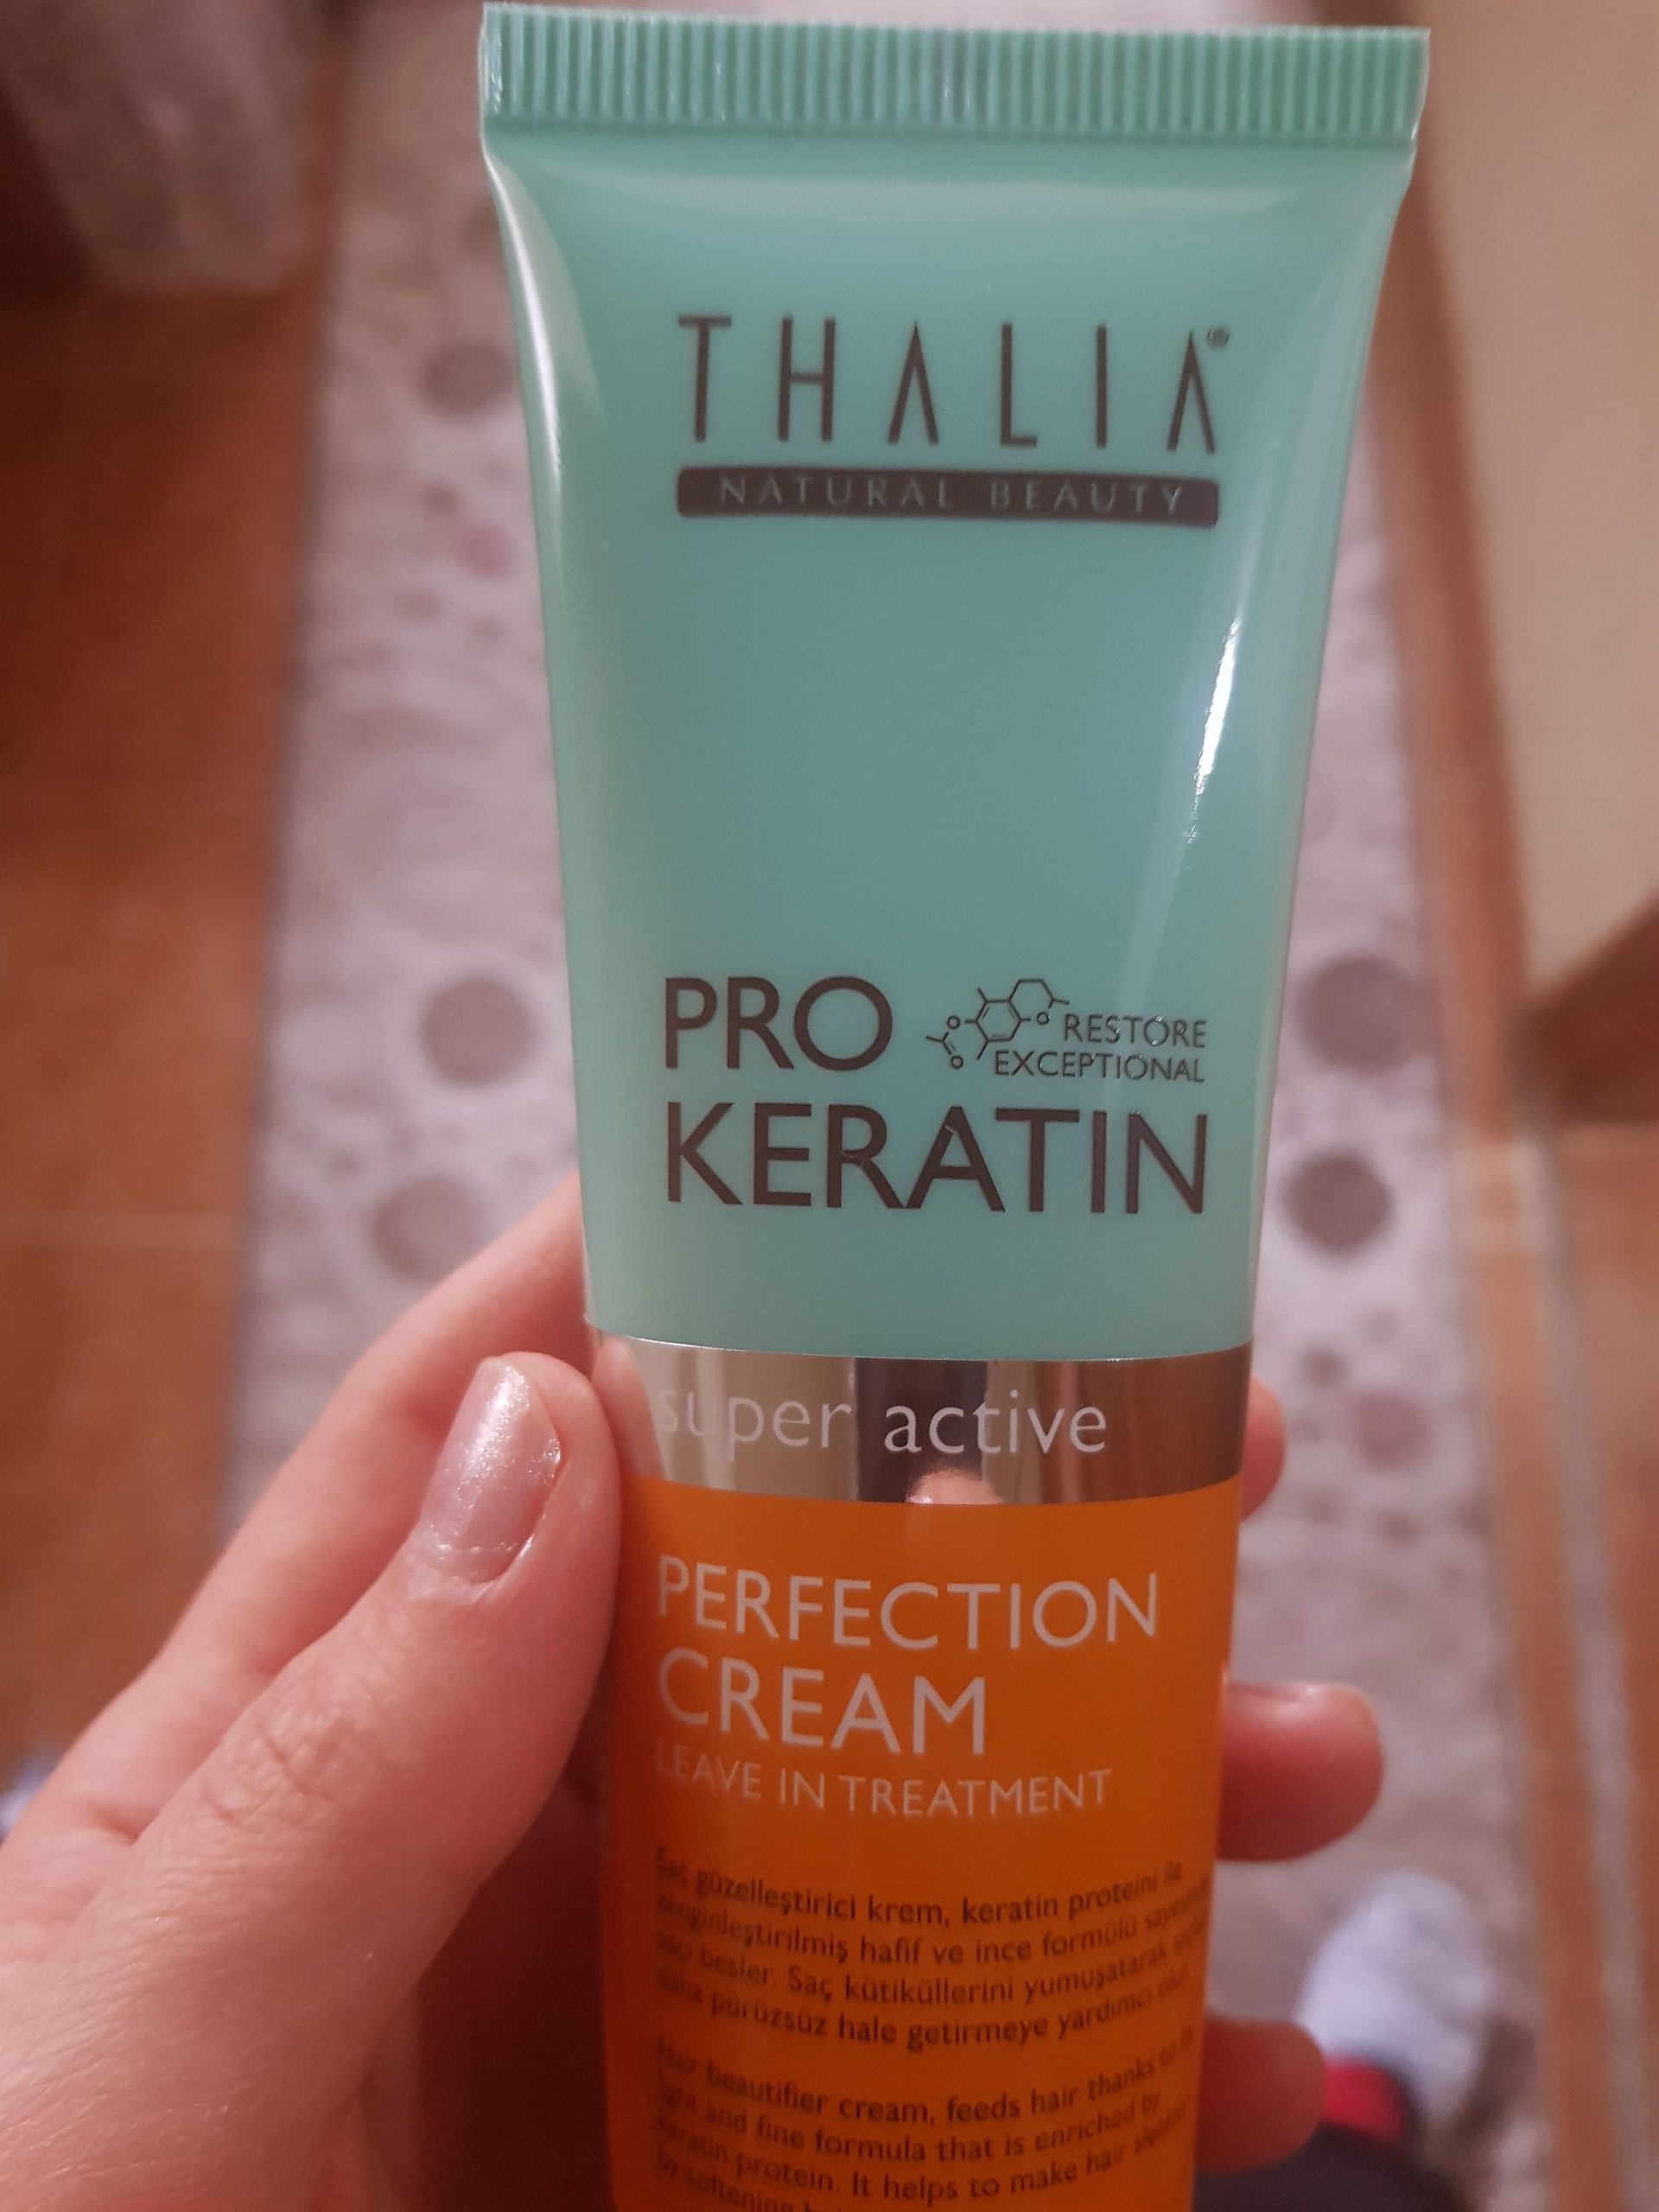 THALIA®
NATURAL BEAUTY
PRO RESTORE
EXCEPTIONAL
KERATIN
super active
PERFECTION
CREAM
LEAVE IN TREATMENT
Saç güzelleştirici krem, keratin proteini ile
zenginleştirilmiş hafif ve ince formülü
saçı besler. Saç kütiküllerini yumuşatarak
daha pürüzsüz hale getirmeye yardımcı olur.
Hair beautifier cream, feeds hair thanks to its
light and fine formula that is enriched by
keratin protein. It helps to make hair
by softening